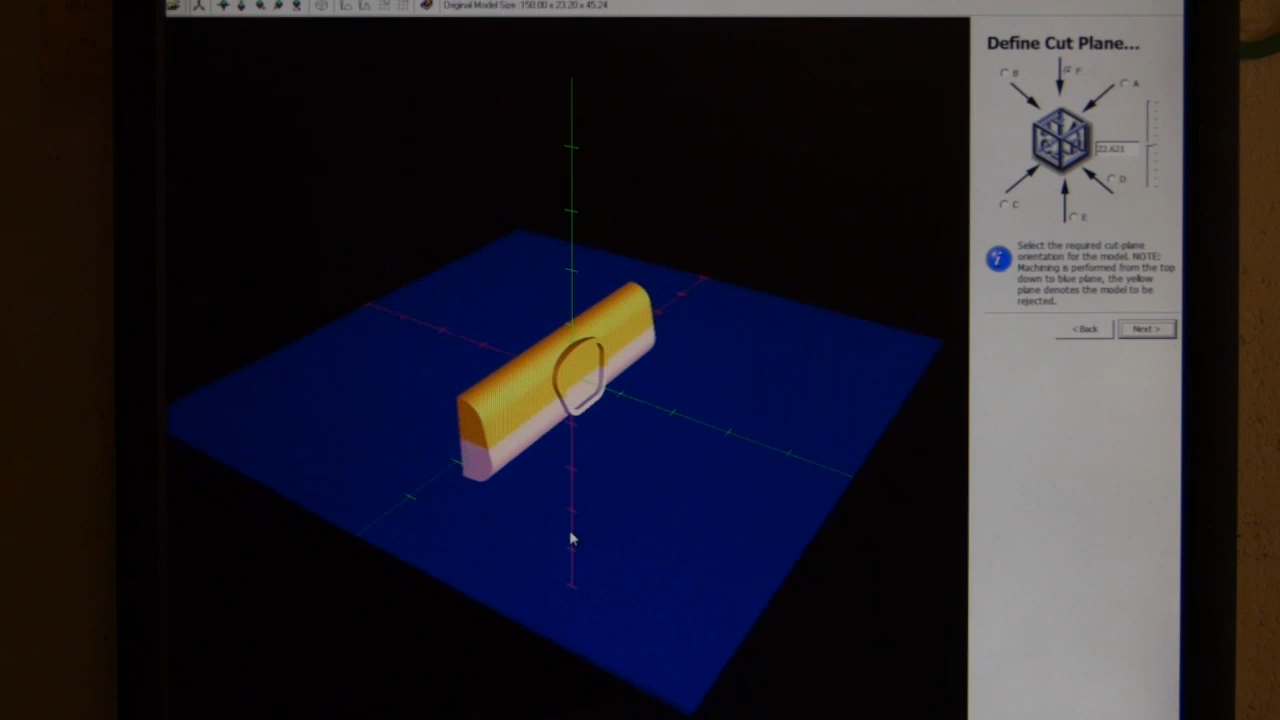 Original Model Size :150.00 x 23.20 x 45.24
Define Cut Plane...
B
F
A
22.621
D
C
E
Select the required cut-plane
orientation for the model. NOTE:
Machining is performed from the top
down to blue plane, the yellow
plane denotes the model to be
rejected.
<Back
Next >